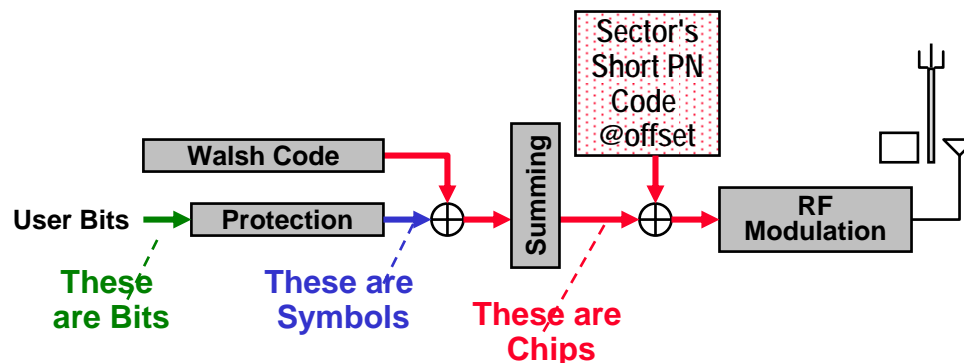 Sector's
Short PN
Code
@offset
Walsh Code
User Bits
Protection
Summing
RF
Modulation
These
are Bits
These are
Symbols
These are
Chips